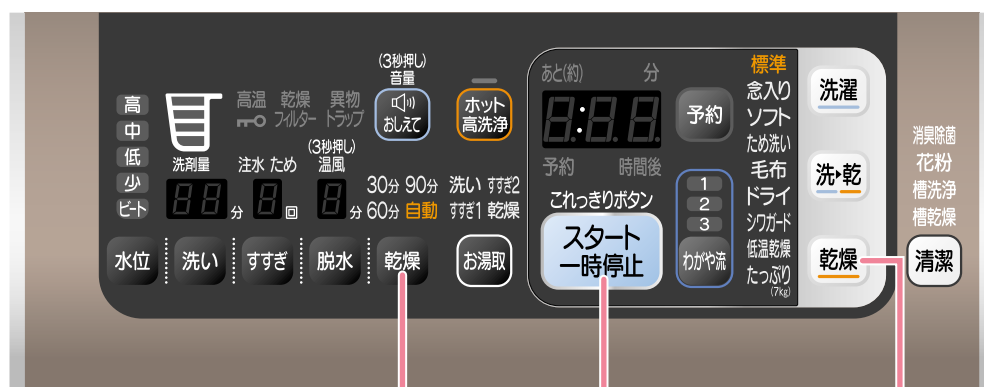 (3秒押し)
音量
おしえて
ホット
高洗浄
高
中
低
少
ビート
洗剤量
高温 乾燥 異物
フィルター トラップ
注水 ため
(3秒押し)
温風
分
回
分
30分 90分
60分 自動
洗い すすぎ2
すすぎ1 乾燥
水位
洗い
すすぎ
脱水
乾燥
お湯取
あと(約) 分
予約 時間後
予約
これっきりボタン
スタート
一時停止
1
2
3
わがや流
標準
念入り
ソフト
ため洗い
毛布
ドライ
シワガード
低温乾燥
たっぷり
(7kg)
洗濯
洗・乾
乾燥
消臭除菌
花粉
槽洗浄
槽乾燥
清潔